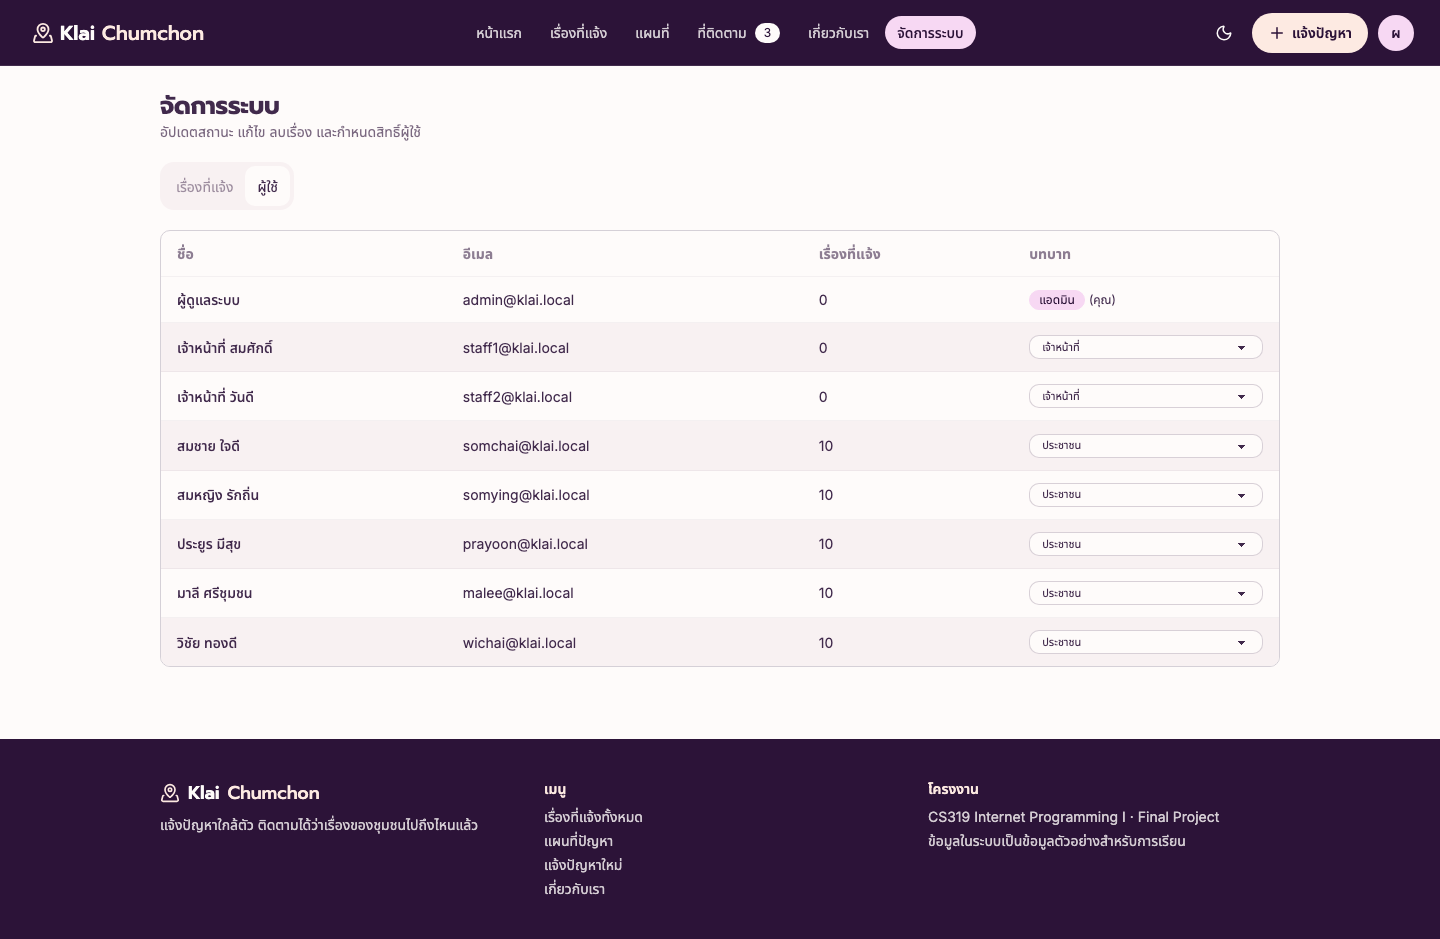 Klai Chumchon
หน้าแรก เรื่องที่แจ้ง แผนที่ ที่ติดตาม 3 เกี่ยวกับเรา จัดการระบบ
แจ้งปัญหา ผ
จัดการระบบ
อัปเดตสถานะ แก้ไข ลบเรื่อง และกำหนดสิทธิ์ผู้ใช้
เรื่องที่แจ้ง ผู้ใช้
ชื่อ อีเมล เรื่องที่แจ้ง บทบาท
ผู้ดูแลระบบ admin@klai.local 0 แอดมิน (คุณ)
เจ้าหน้าที่ สมศักดิ์ staff1@klai.local 0 เจ้าหน้าที่
เจ้าหน้าที่ วันดี staff2@klai.local 0 เจ้าหน้าที่
สมชาย ใจดี somchai@klai.local 10 ประชาชน
สมหญิง รักถิ่น somying@klai.local 10 ประชาชน
ประยูร มีสุข prayoon@klai.local 10 ประชาชน
มาลี ศรีชุมชน malee@klai.local 10 ประชาชน
วิชัย ทองดี wichai@klai.local 10 ประชาชน
Klai Chumchon
แจ้งปัญหาใกล้ตัว ติดตามได้ว่าเรื่องของชุมชนไปถึงไหนแล้ว
เมนู
เรื่องที่แจ้งทั้งหมด
แผนที่ปัญหา
แจ้งปัญหาใหม่
เกี่ยวกับเรา
โครงงาน
CS319 Internet Programming I · Final Project
ข้อมูลในระบบเป็นข้อมูลตัวอย่างสำหรับการเรียน